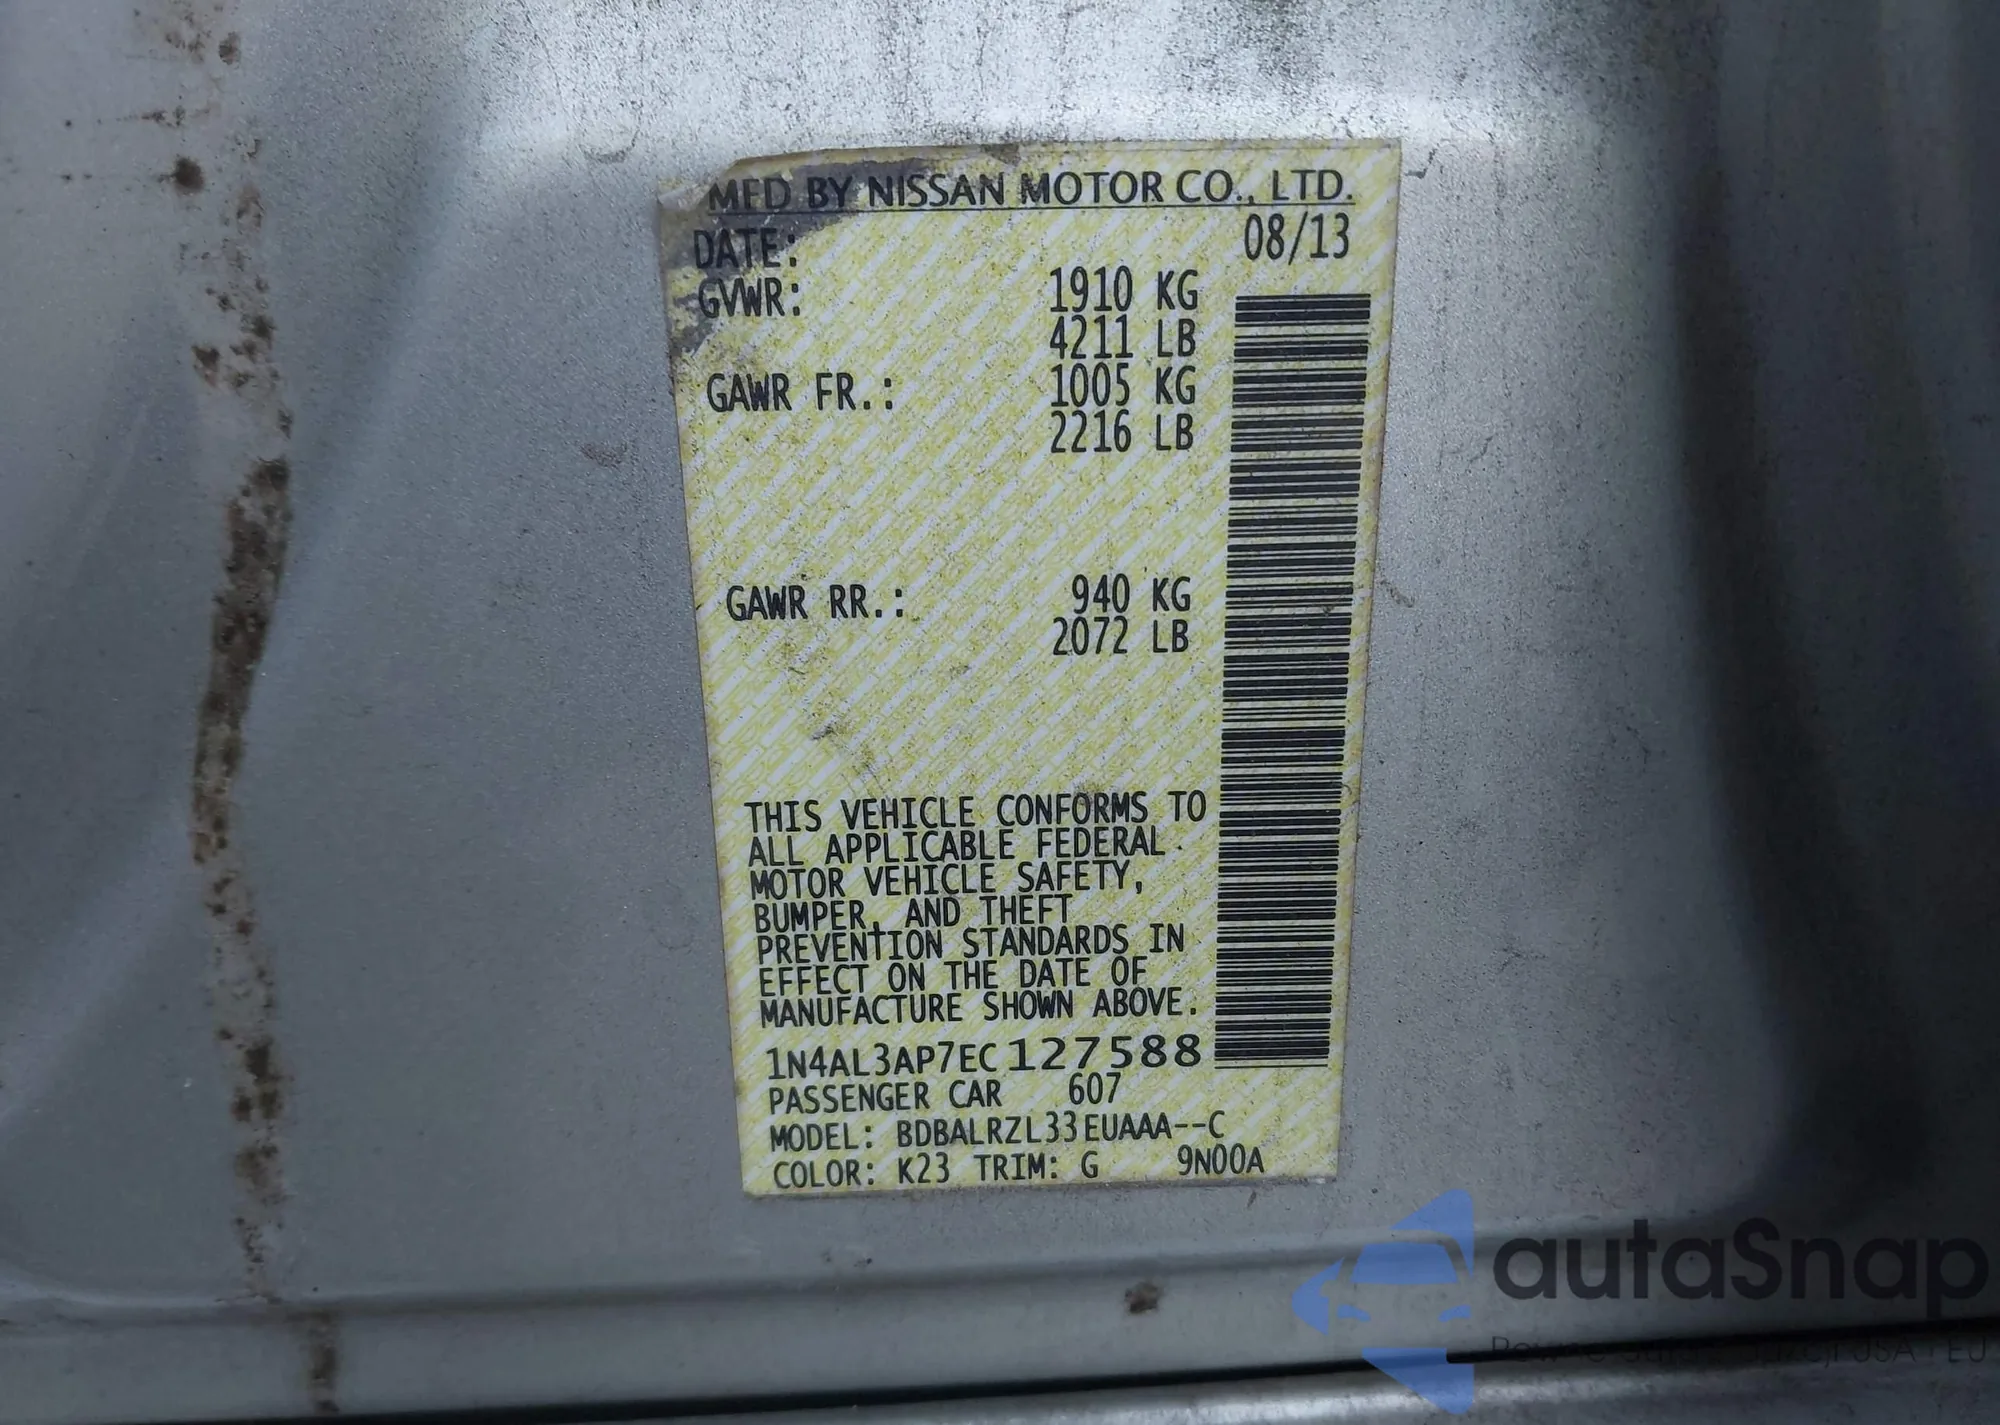 MFD BY NISSAN MOTOR CO., LTD.
DATE: 08/13
GVWR: 1910 KG
4211 LB
GAWR FR.: 1005 KG
2216 LB
GAWR RR.: 940 KG
2072 LB
THIS VEHICLE CONFORMS TO
ALL APPLICABLE FEDERAL
MOTOR VEHICLE SAFETY,
BUMPER, AND THEFT
PREVENTION STANDARDS IN
EFFECT ON THE DATE OF
MANUFACTURE SHOWN ABOVE.
1N4AL3AP7EC127588
PASSENGER CAR 607
MODEL: BDBALRZL33EUAAA--C
COLOR: K23 TRIM: G 9N00A
autaSnap
USA EU